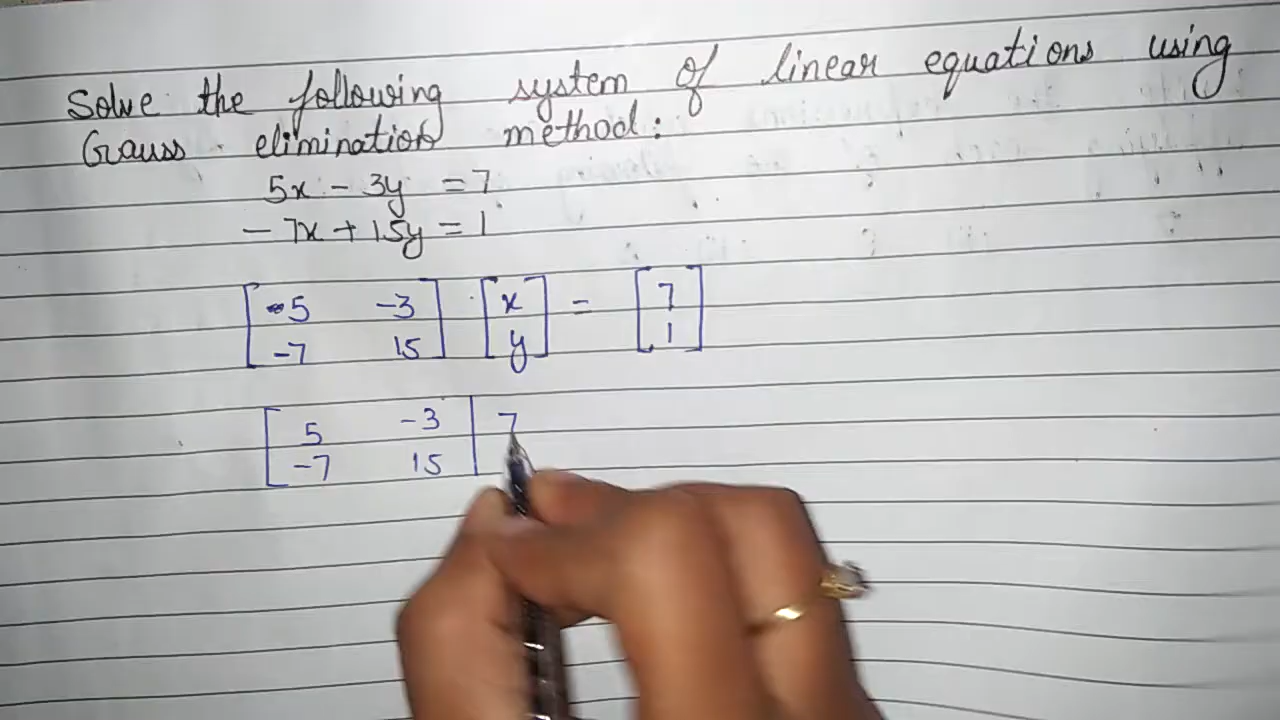 Solve the following system of linear equations using
Gauss elimination method:
5x - 3y = 7
- 7x + 15y = 1
[ 5 -3 ] [ x ] = [ 7 ]
[ -7 15 ] [ y ] [ 1 ]
[ 5 -3 | 7
[ -7 15 |